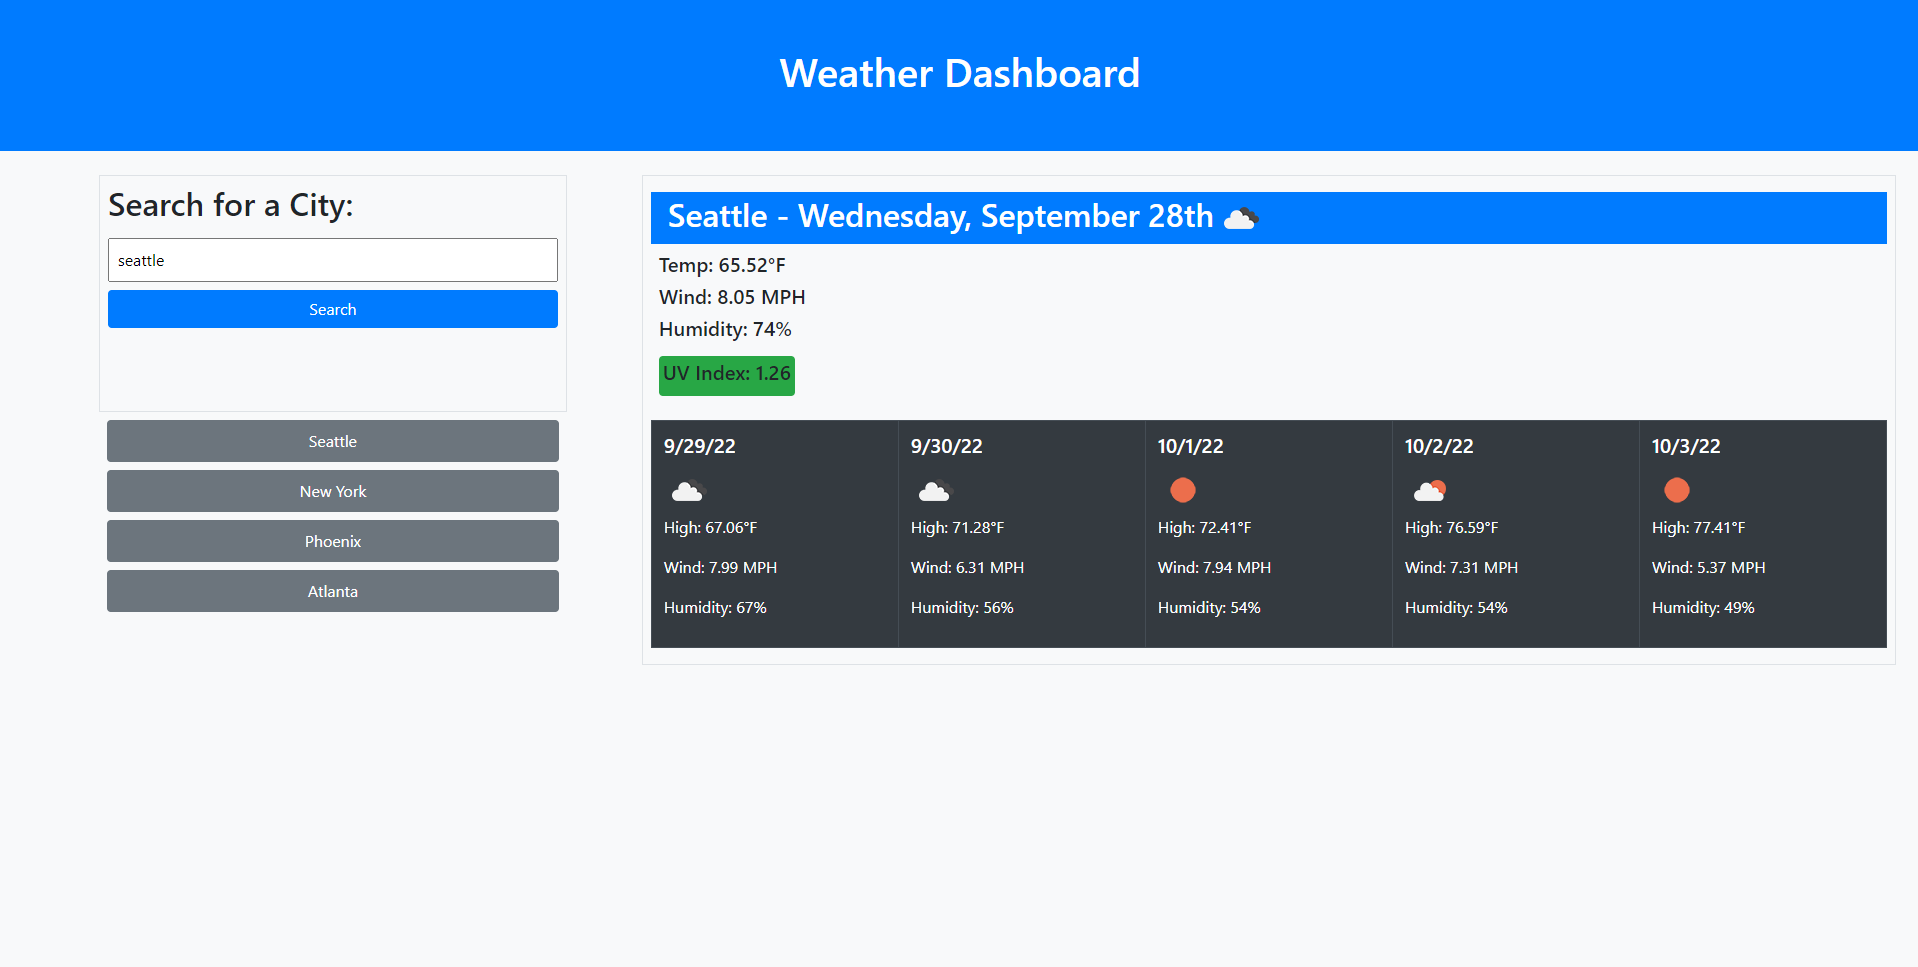 Weather Dashboard
Search for a City:
seattle
Search
Seattle
New York
Phoenix
Atlanta
Seattle - Wednesday, September 28th
Temp: 65.52°F
Wind: 8.05 MPH
Humidity: 74%
UV Index: 1.26
9/29/22
High: 67.06°F
Wind: 7.99 MPH
Humidity: 67%
9/30/22
High: 71.28°F
Wind: 6.31 MPH
Humidity: 56%
10/1/22
High: 72.41°F
Wind: 7.94 MPH
Humidity: 54%
10/2/22
High: 76.59°F
Wind: 7.31 MPH
Humidity: 54%
10/3/22
High: 77.41°F
Wind: 5.37 MPH
Humidity: 49%